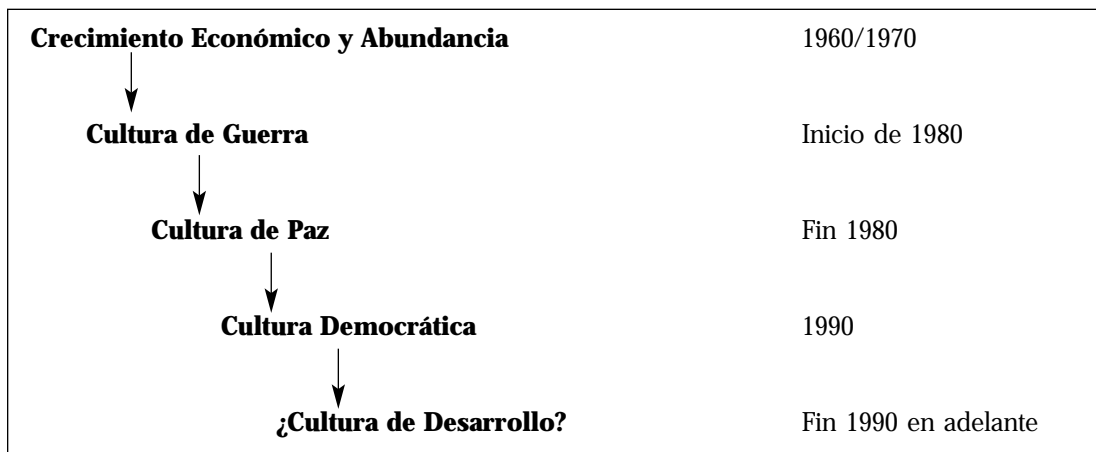 Crecimiento Económico y Abundancia 1960/1970
Cultura de Guerra Inicio de 1980
Cultura de Paz Fin 1980
Cultura Democrática 1990
¿Cultura de Desarrollo? Fin 1990 en adelante